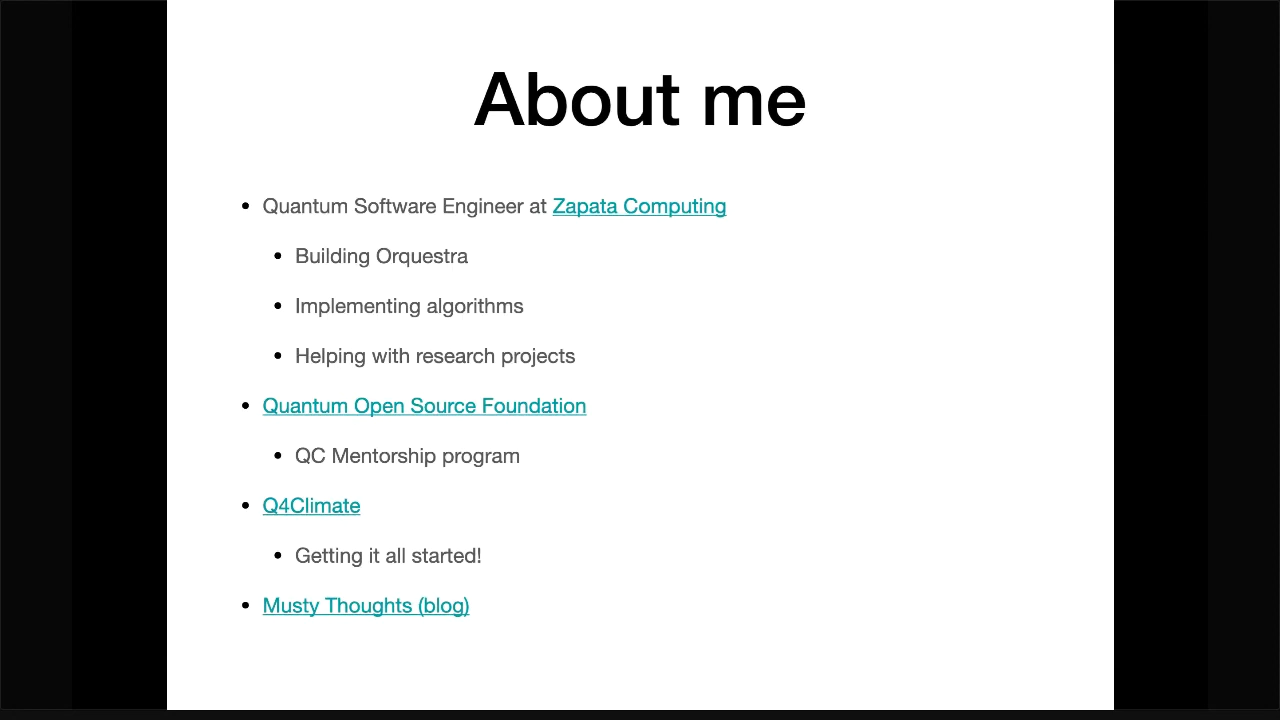 About me
• Quantum Software Engineer at Zapata Computing
• Building Orquestra
• Implementing algorithms
• Helping with research projects
• Quantum Open Source Foundation
• QC Mentorship program
• Q4Climate
• Getting it all started!
• Musty Thoughts (blog)